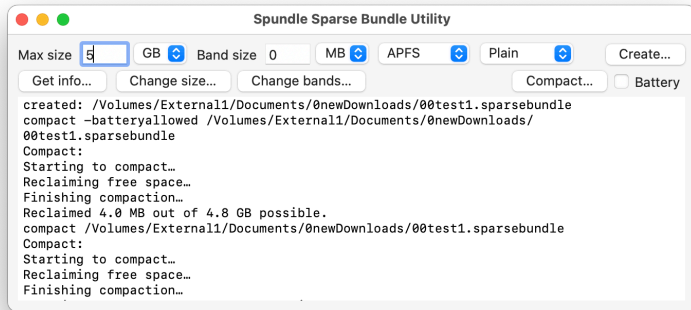 Spundle Sparse Bundle Utility
Max size 5 GB Band size 0 MB APFS Plain Create...
Get info... Change size... Change bands... Compact... Battery
created: /Volumes/External1/Documents/0newDownloads/00test1.sparsebundle
compact –batteryallowed /Volumes/External1/Documents/0newDownloads/
00test1.sparsebundle
Compact:
Starting to compact…
Reclaiming free space…
Finishing compaction…
Reclaimed 4.0 MB out of 4.8 GB possible.
compact /Volumes/External1/Documents/0newDownloads/00test1.sparsebundle
Compact:
Starting to compact…
Reclaiming free space…
Finishing compaction…